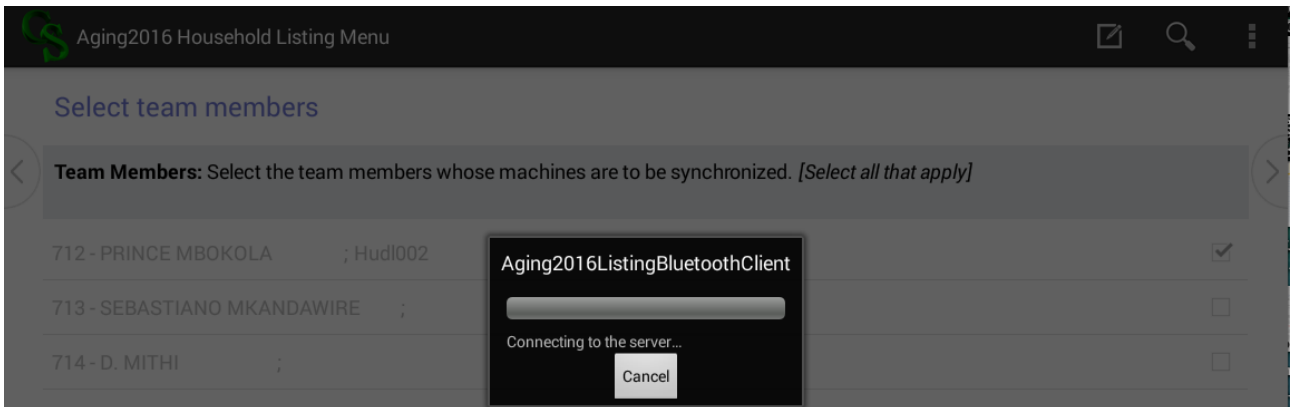 Aging2016 Household Listing Menu
Select team members
Team Members: Select the team members whose machines are to be synchronized. [Select all that apply]
712 - PRINCE MBOKOLA ; Hudl002
713 - SEBASTIANO MKANDAWIRE ;
714 - D. MITHI ;
Aging2016ListingBluetoothClient
Connecting to the server...
Cancel